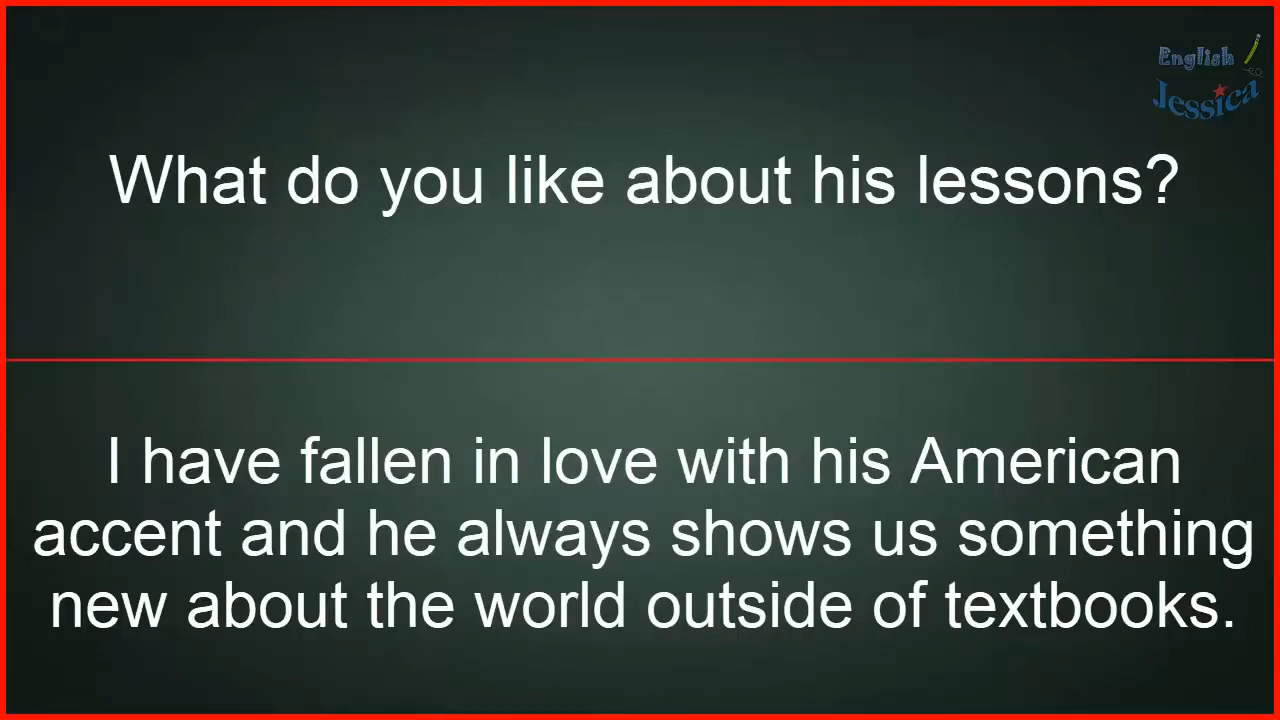 English
Jessica
What do you like about his lessons?
I have fallen in love with his American
accent and he always shows us something
new about the world outside of textbooks.